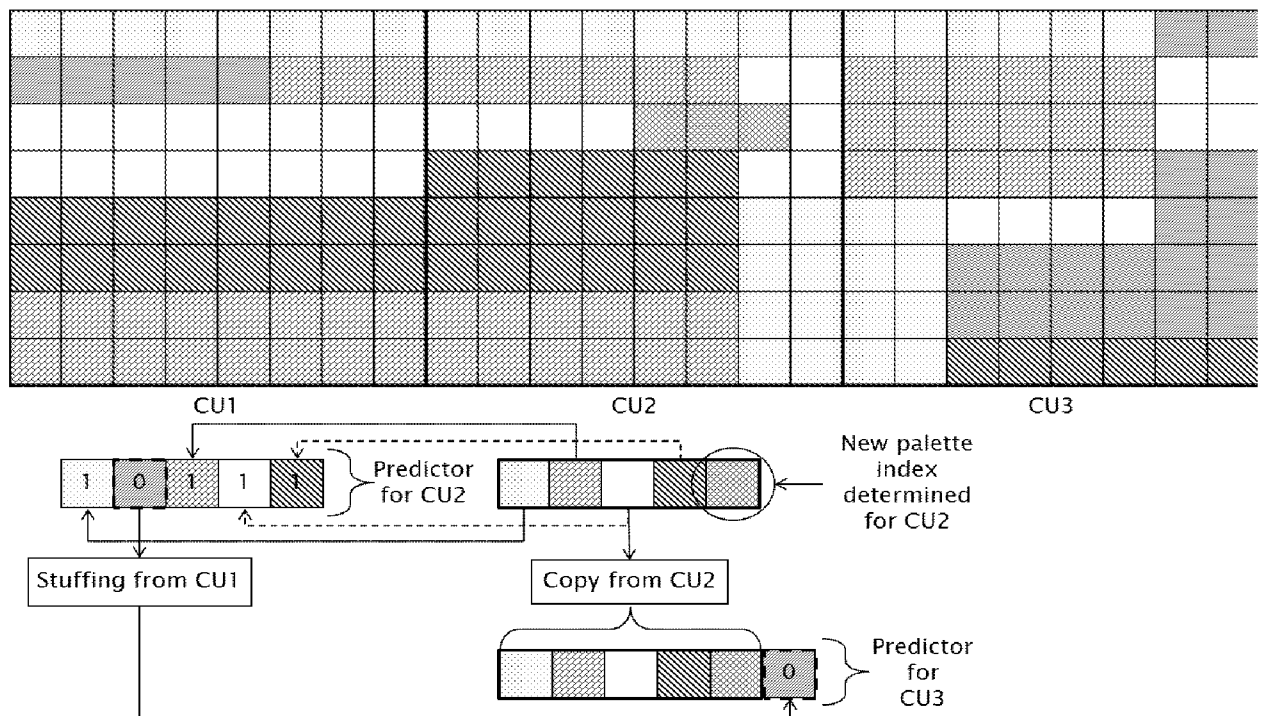 CU1 CU2 CU3
1 0 1 1 1
Predictor
for CU2
New palette
index
determined
for CU2
Stuffing from CU1
Copy from CU2
0
Predictor
for
CU3